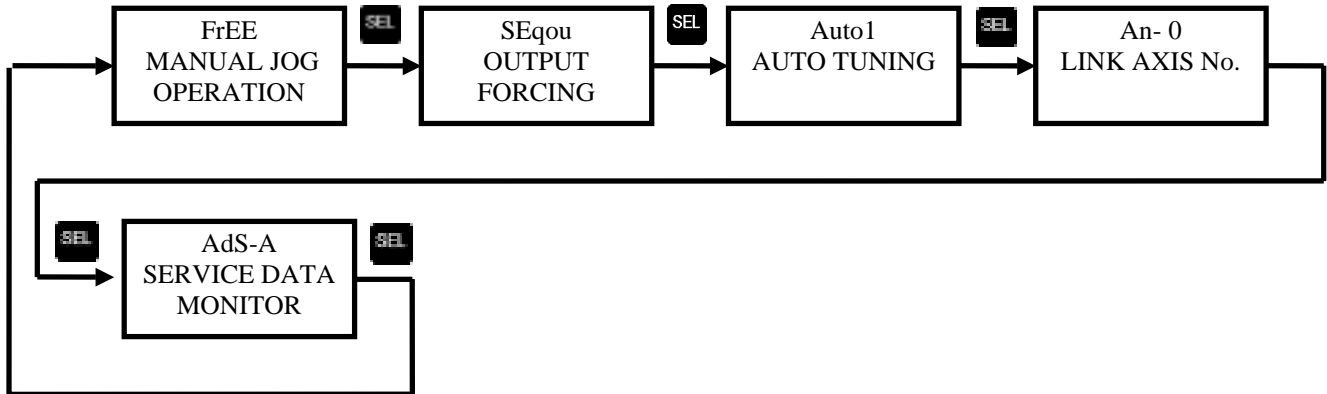 FrEE
MANUAL JOG
OPERATION
SEL
SEqou
OUTPUT
FORCING
SEL
Auto1
AUTO TUNING
SEL
An- 0
LINK AXIS No.
SEL
AdS-A
SERVICE DATA
MONITOR
SEL